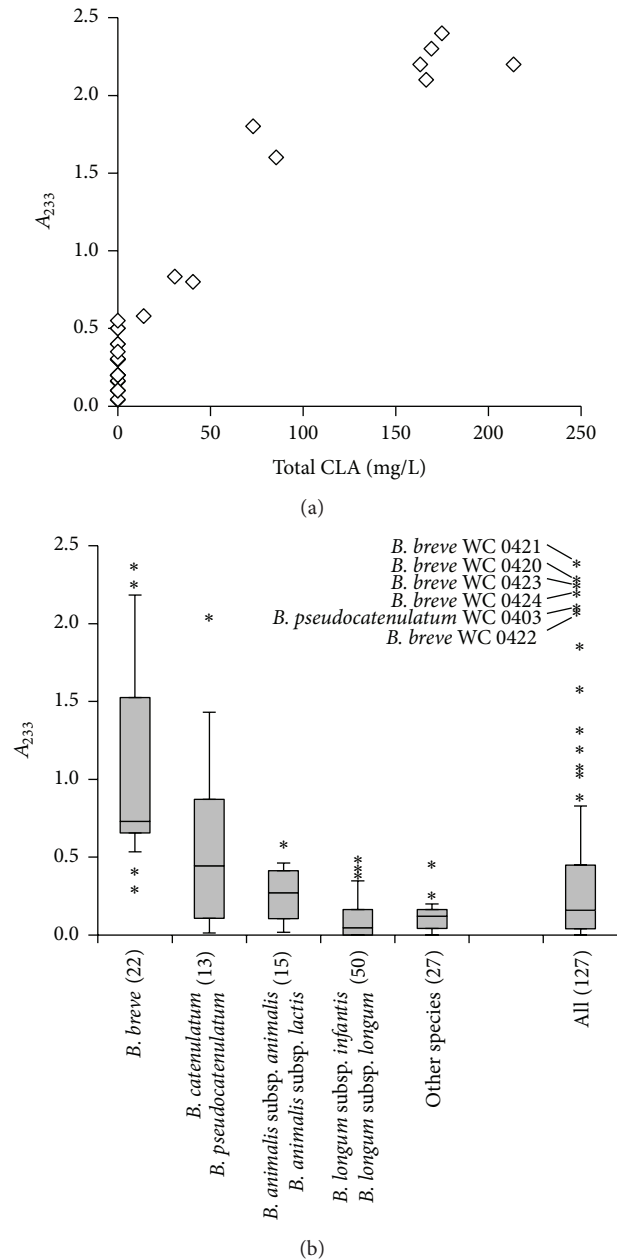 2.5
2.0
1.5
1.0
0.5
0.0
A233
0 50 100 150 200 250
Total CLA (mg/L)
(a)
2.5
2.0
1.5
1.0
0.5
0.0
A233
B. breve WC 0421
B. breve WC 0420
B. breve WC 0423
B. breve WC 0424
B. pseudocatenulatum WC 0403
B. breve WC 0422
B. breve (22)
B. catenulatum (13)
B. pseudocatenulatum
B. animalis subsp. animalis (15)
B. animalis subsp. lactis
B. longum subsp. infantis (50)
B. longum subsp. longum
Other species (27)
All (127)
(b)